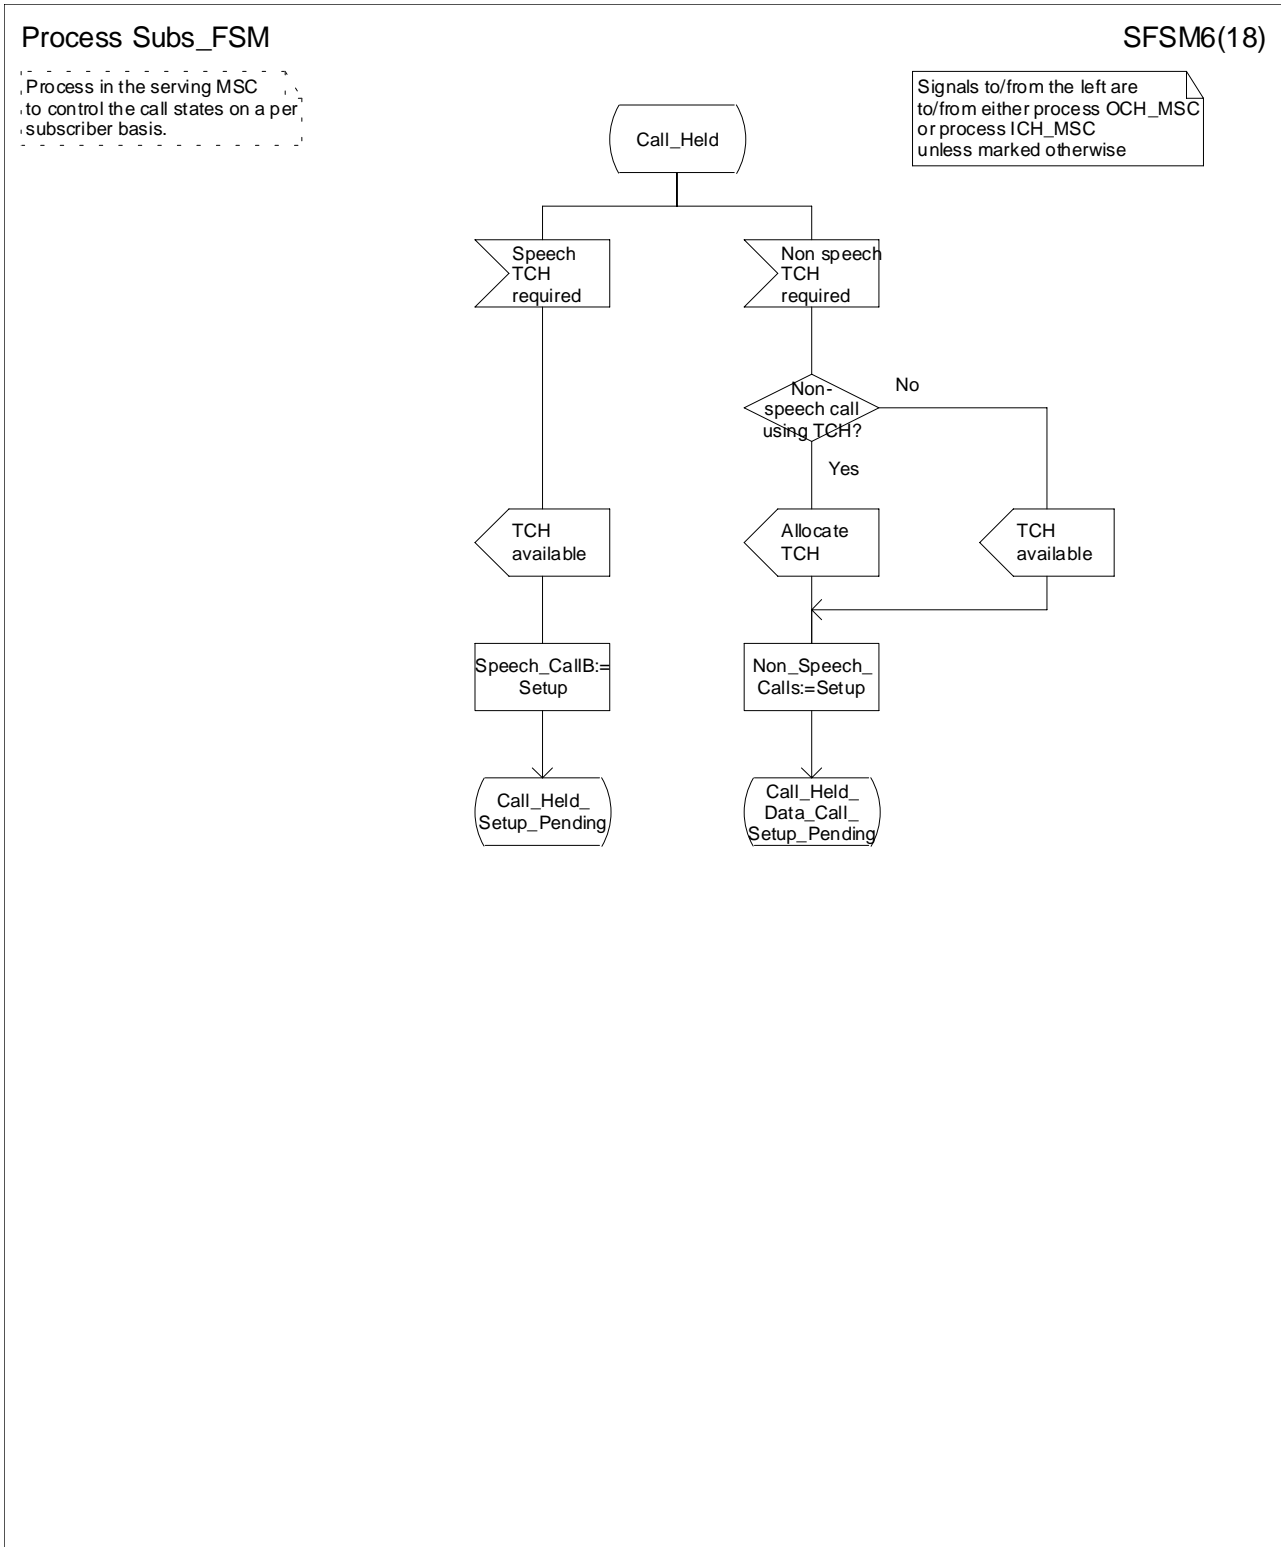 Process Subs_FSM
SFSM6(18)
Process in the serving MSC
to control the call states on a per
subscriber basis.
Signals to/from the left are
to/from either process OCH_MSC
or process ICH_MSC
unless marked otherwise
Call_Held
Speech
TCH
required
Non speech
TCH
required
Non-
speech call
using TCH?
No
Yes
TCH
available
Allocate
TCH
TCH
available
Speech_CallB:=
Setup
Non_Speech_
Calls:=Setup
Call_Held_
Setup_Pending
Call_Held_
Data_Call_
Setup_Pending